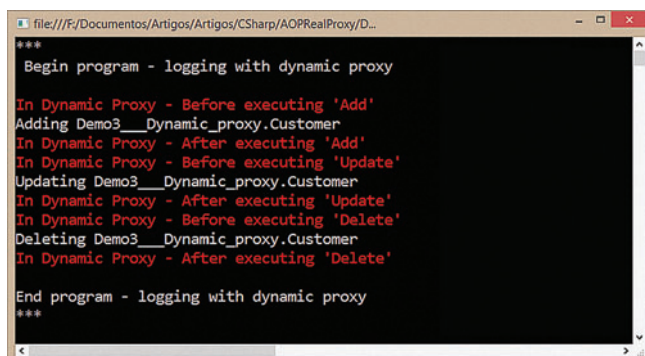 file:///F:/Documentos/Artigos/Artigos/CSharp/AOPRealProxy/D...
***
Begin program - logging with dynamic proxy
In Dynamic Proxy - Before executing 'Add'
Adding Demo3___Dynamic_proxy.Customer
In Dynamic Proxy - After executing 'Add'
In Dynamic Proxy - Before executing 'Update'
Updating Demo3___Dynamic_proxy.Customer
In Dynamic Proxy - After executing 'Update'
In Dynamic Proxy - Before executing 'Delete'
Deleting Demo3___Dynamic_proxy.Customer
In Dynamic Proxy - After executing 'Delete'
End program - logging with dynamic proxy
***